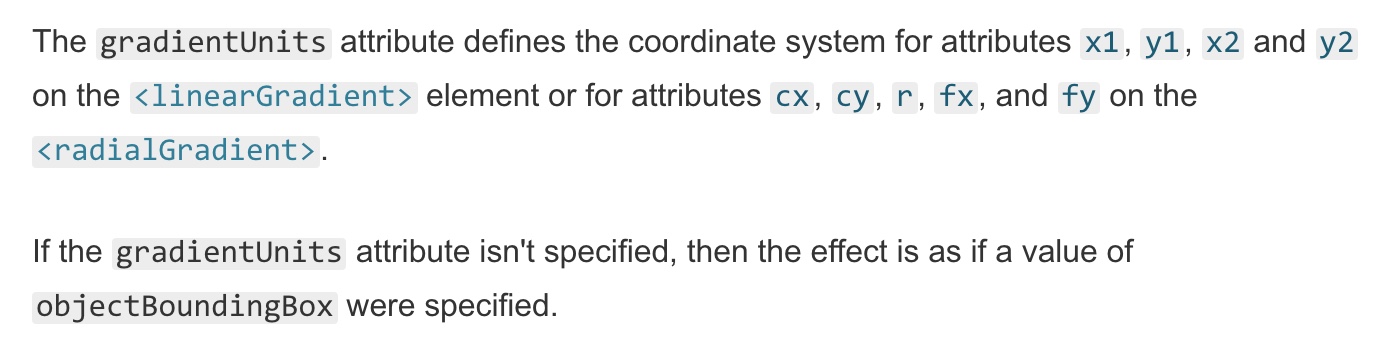 The gradientUnits attribute defines the coordinate system for attributes x1, y1, x2 and y2
on the <linearGradient> element or for attributes cx, cy, r, fx, and fy on the
<radialGradient>.
If the gradientUnits attribute isn't specified, then the effect is as if a value of
objectBoundingBox were specified.